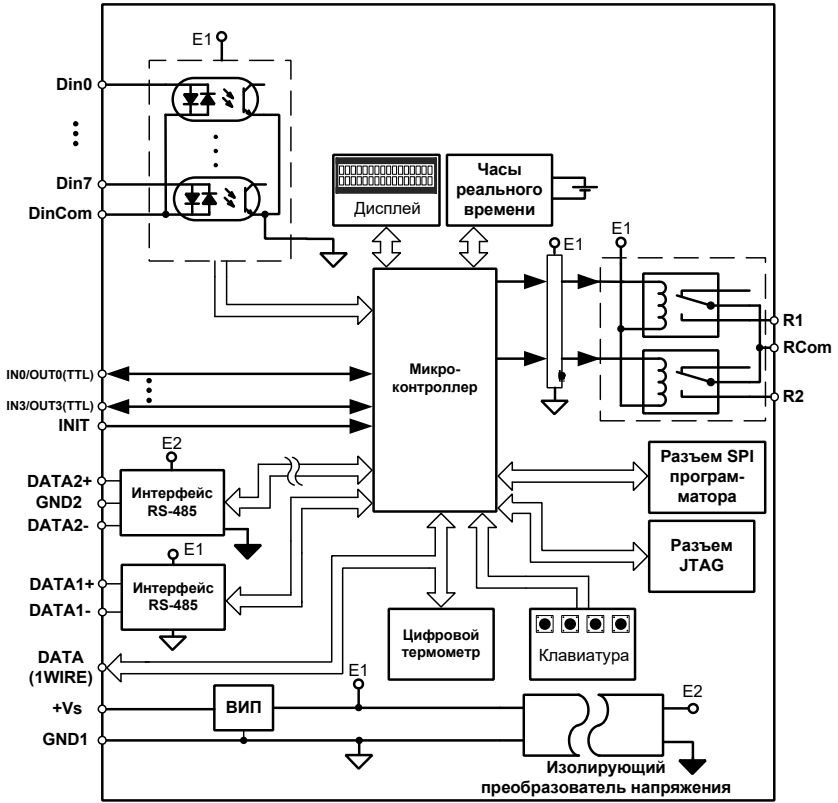 E1
Din0
Din7
DinCom
Дисплей
Часы
реального
времени
E1
E1
R1
RCom
R2
Микро-
контроллер
IN0/OUT0(TTL)
IN3/OUT3(TTL)
INIT
E2
DATA2+
GND2
DATA2-
Интерфейс
RS-485
Разъем SPI
програм-
матора
E1
DATA1+
DATA1-
Интерфейс
RS-485
Разъем
JTAG
Цифровой
термометр
Клавиатура
DATA
(1WIRE)
+Vs
GND1
ВИП
E1
E2
Изолирующий
преобразователь напряжения